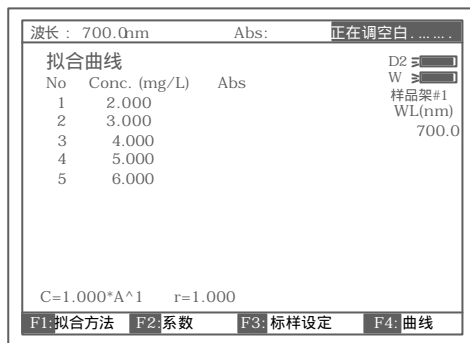 波长： 700.0nm Abs: 正在调空白........
拟合曲线 D2
No Conc. (mg/L) Abs W
1 2.000 样品架#1
2 3.000 WL(nm)
3 4.000 700.0
4 5.000
5 6.000
C=1.000*A^1 r=1.000
F1:拟合方法 F2:系数 F3: 标样设定 F4: 曲线